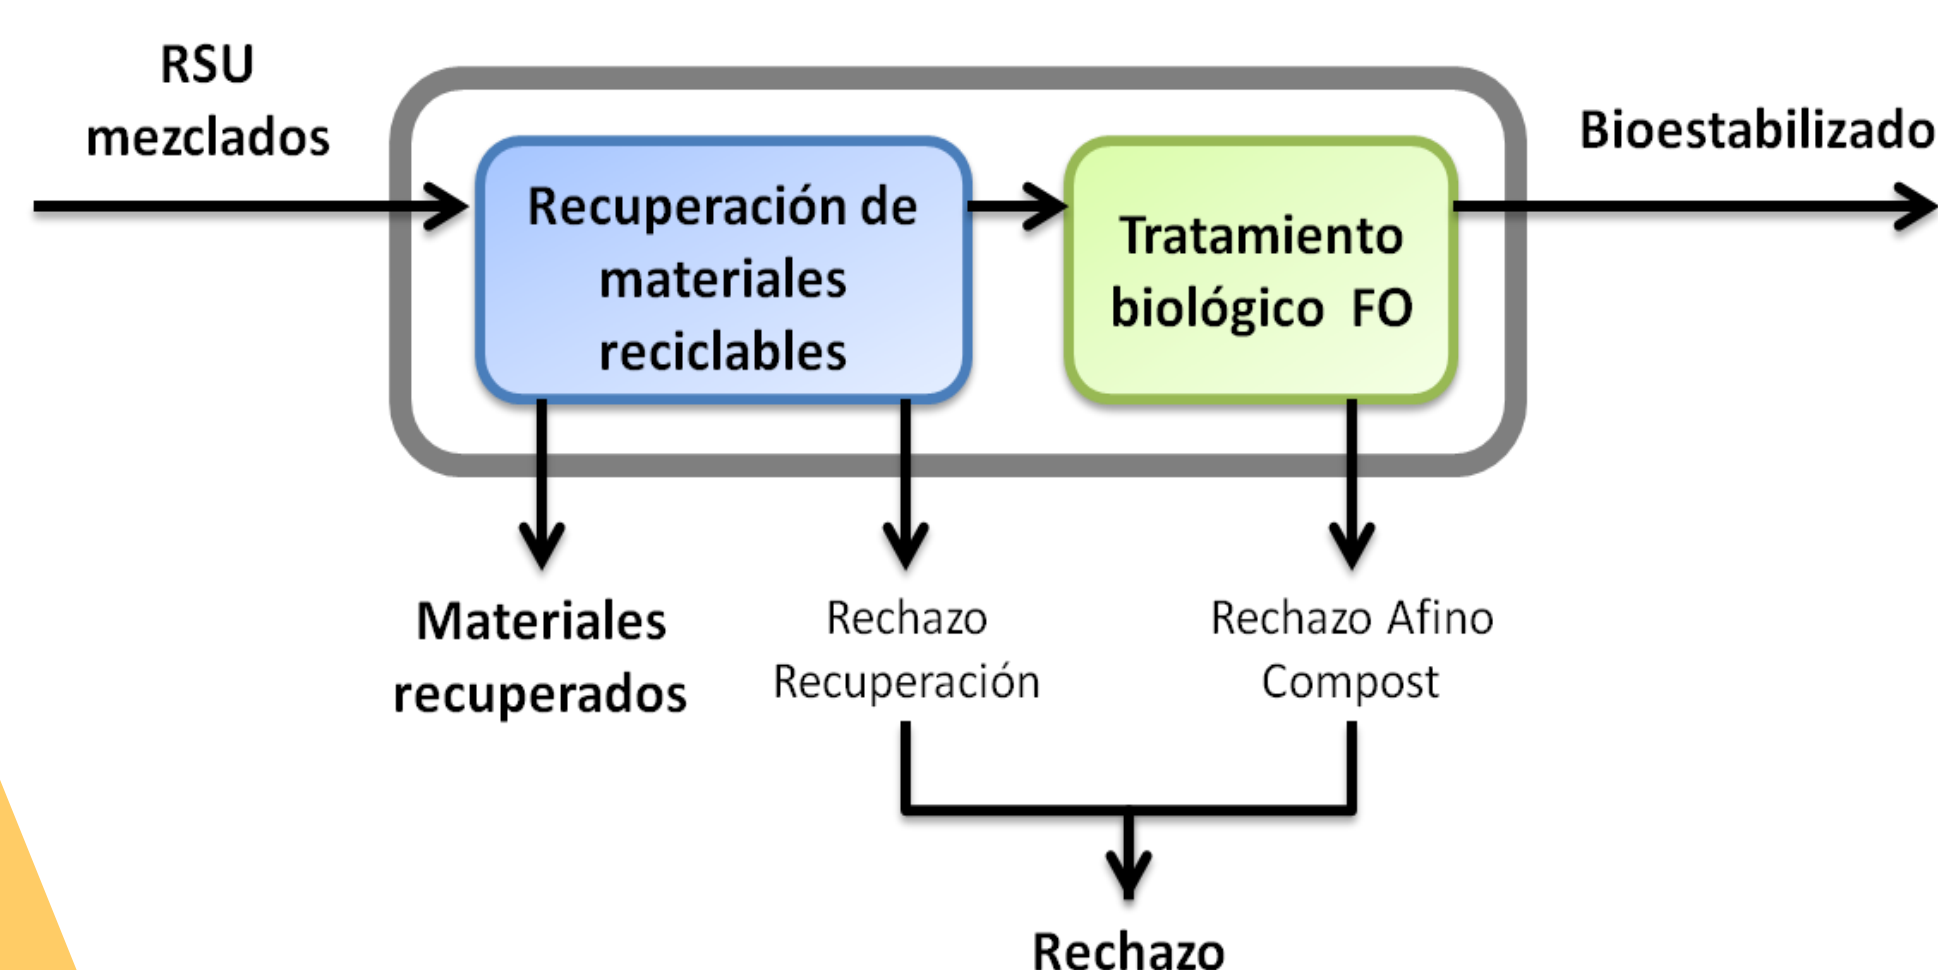 RSU
mezclados
Bioestabilizado
Recuperación de
materiales
reciclables
Tratamiento
biológico FO
Materiales
recuperados
Rechazo
Recuperación
Rechazo Afino
Compost
Rechazo